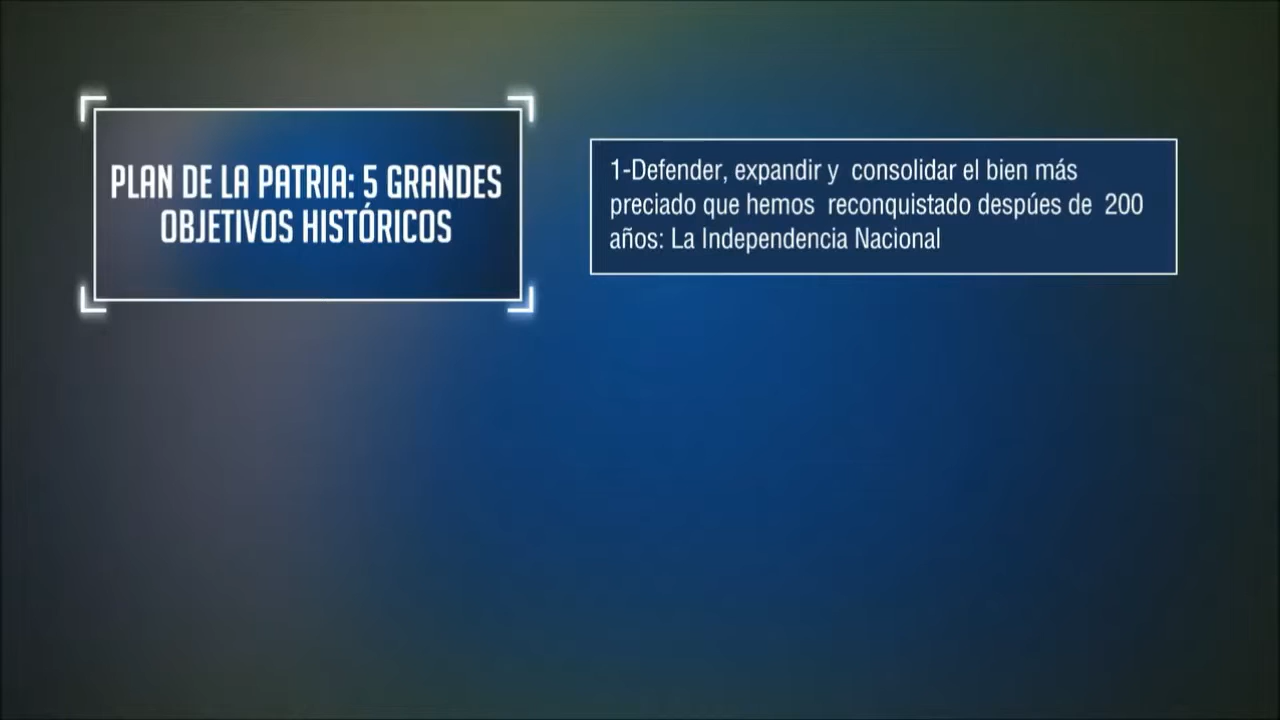 PLAN DE LA PATRIA: 5 GRANDES
OBJETIVOS HISTÓRICOS
1-Defender, expandir y consolidar el bien más
preciado que hemos reconquistado despúes de 200
años: La Independencia Nacional